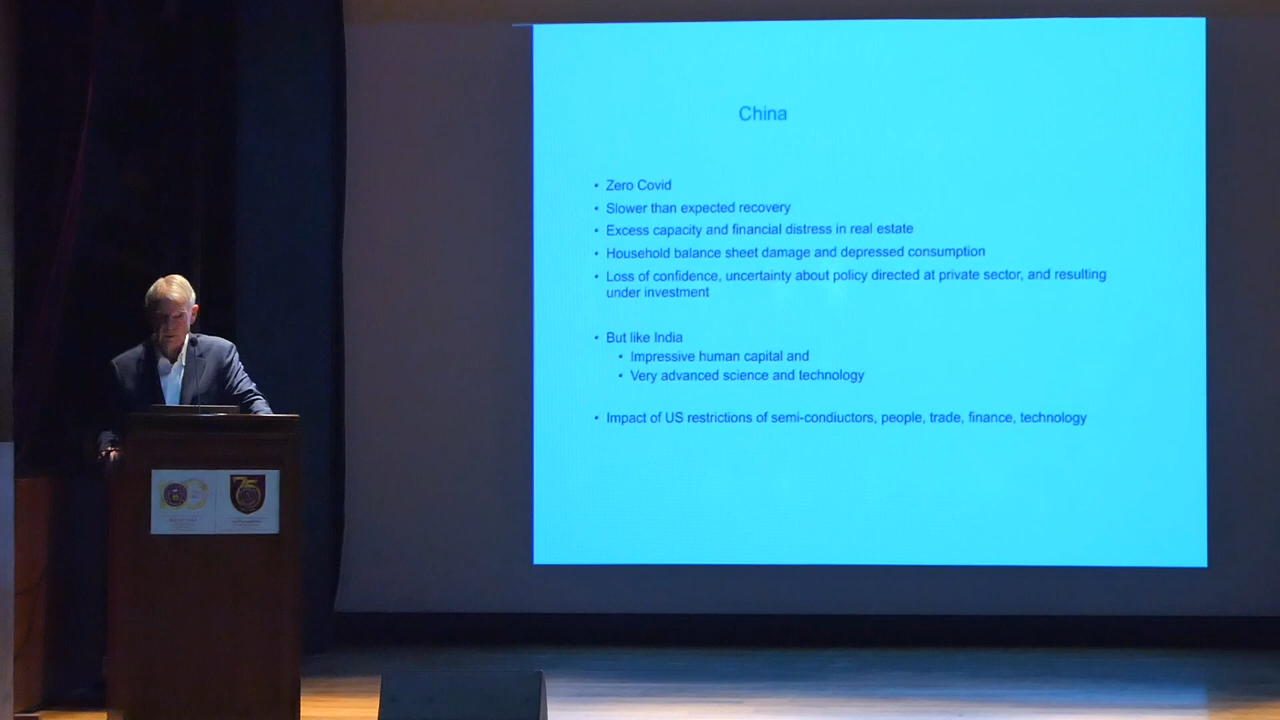 China
• Zero Covid
• Slower than expected recovery
• Excess capacity and financial distress in real estate
• Household balance sheet damage and depressed consumption
• Loss of confidence, uncertainty about policy directed at private sector, and resulting
under investment
• But like India
• Impressive human capital and
• Very advanced science and technology
• Impact of US restrictions of semi-condiuctors, people, trade, finance, technology
75